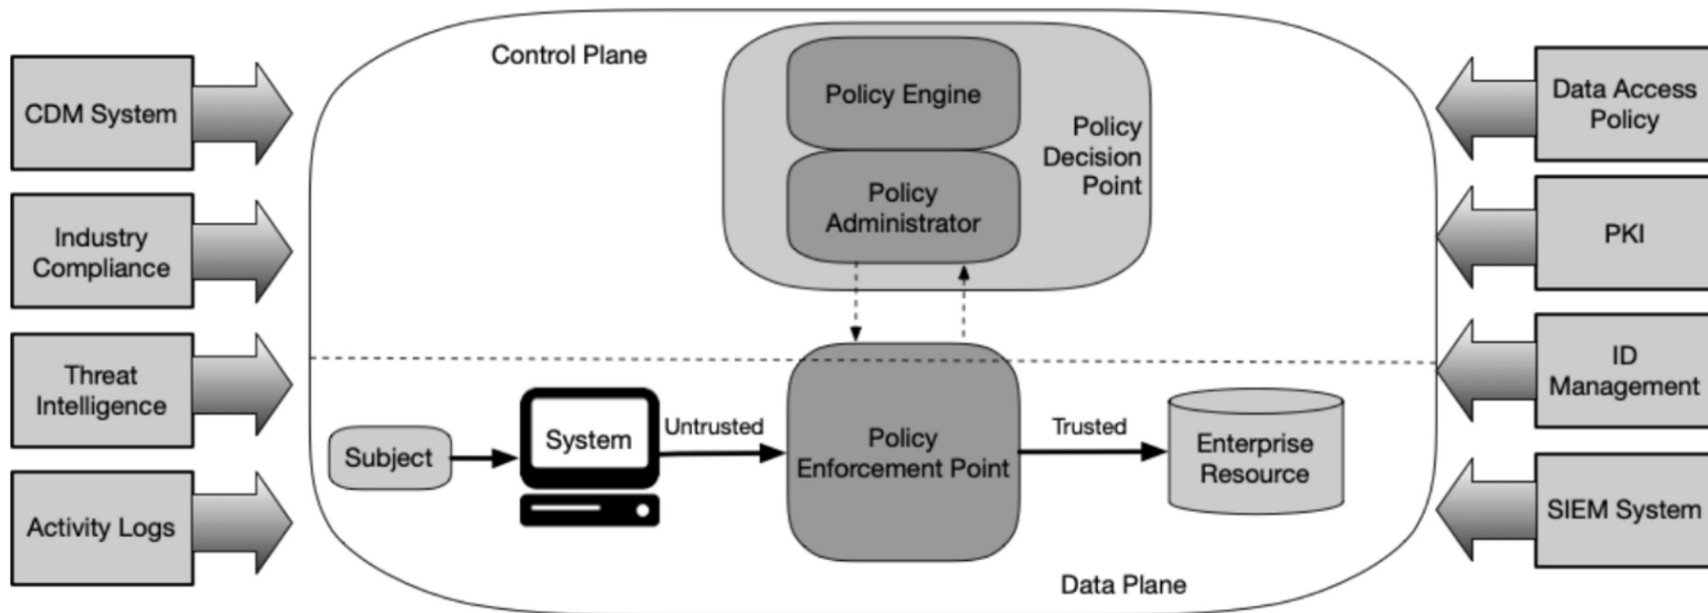 Control Plane
CDM System
Industry
Compliance
Threat
Intelligence
Activity Logs
Policy Engine
Policy
Administrator
Policy
Decision
Point
Subject
System
Untrusted
Policy
Enforcement Point
Trusted
Enterprise
Resource
Data Plane
Data Access
Policy
PKI
ID
Management
SIEM System